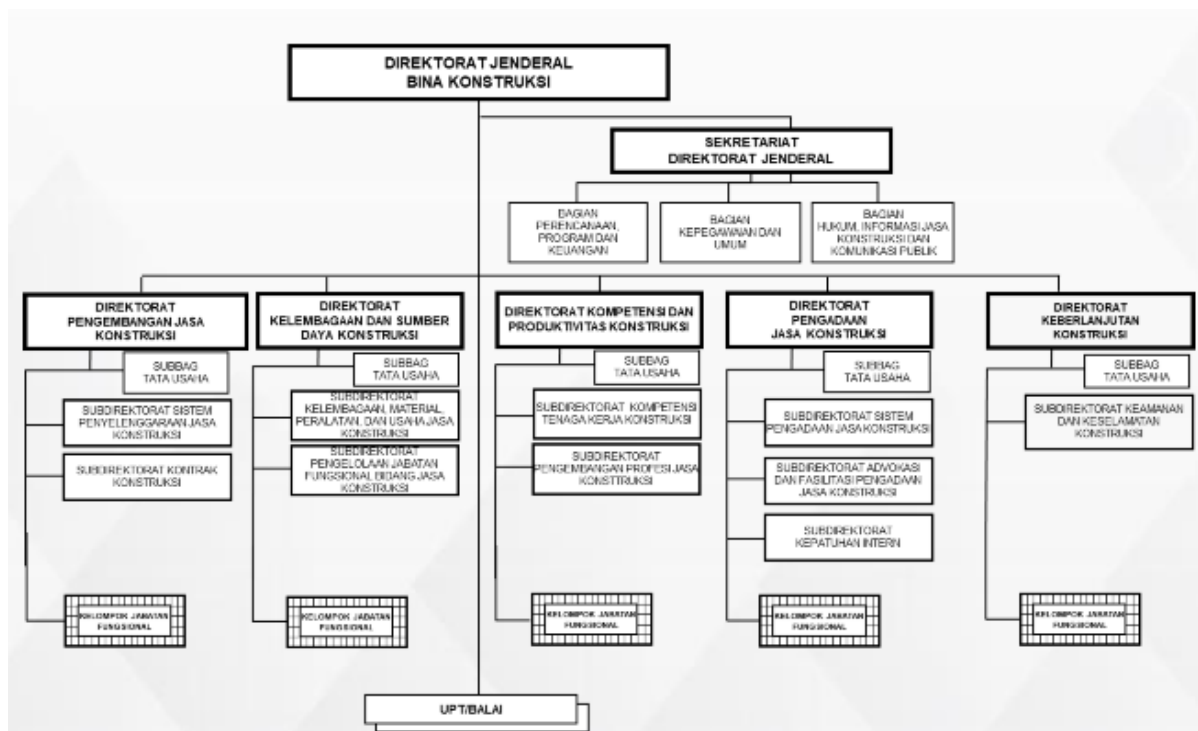 DIREKTORAT JENDERAL
BINA KONSTRUKSI
SEKRETARIAT
DIREKTORAT JENDERAL
BAGIAN
PERENCANAAN,
PROGRAM DAN
KEUANGAN
BAGIAN
KEPEGAWAIAN DAN
UMUM
BAGIAN
HUKUM, INFORMASI JASA
KONSTRUKSI DAN
KOMUNIKASI PUBLIK
DIREKTORAT
PENGEMBANGAN JASA
KONSTRUKSI
SUBBAG
TATA USAHA
SUBDIREKTORAT SISTEM
PENYELENGGARAAN JASA
KONSTRUKSI
SUBDIREKTORAT KONTRAK
KONSTRUKSI
KELOMPOK JABATAN
FUNGSIONAL
DIREKTORAT
KELEMBAGAAN DAN SUMBER
DAYA KONSTRUKSI
SUBBAG
TATA USAHA
SUBDIREKTORAT
KELEMBAGAAN, MATERIAL,
PERALATAN, DAN USAHA JASA
KONSTRUKSI
SUBDIREKTORAT
PENGELOLAAN JABATAN
FUNGSIONAL BIDANG JASA
KONSTRUKSI
KELOMPOK JABATAN
FUNGSIONAL
DIREKTORAT KOMPETENSI DAN
PRODUKTIVITAS KONSTRUKSI
SUBBAG
TATA USAHA
SUBDIREKTORAT KOMPETENSI
TENAGA KERJA KONSTRUKSI
SUBDIREKTORAT
PENGEMBANGAN PROFESI JASA
KONSTTRUKSI
KELOMPOK JABATAN
FUNGSIONAL
DIREKTORAT
PENGADAAN
JASA KONSTRUKSI
SUBBAG
TATA USAHA
SUBDIREKTORAT SISTEM
PENGADAAN JASA KONSTRUKSI
SUBDIREKTORAT ADVOKASI
DAN FASILITASI PENGADAAN
JASA KONSTRUKSI
SUBDIREKTORAT
KEPATUHAN INTERN
KELOMPOK JABATAN
FUNGSIONAL
DIREKTORAT
KEBERLANJUTAN
KONSTRUKSI
SUBBAG
TATA USAHA
SUBDIREKTORAT KEAMANAN
DAN KESELAMATAN
KONSTRUKSI
KELOMPOK JABATAN
FUNGSIONAL
UPT/BALAI